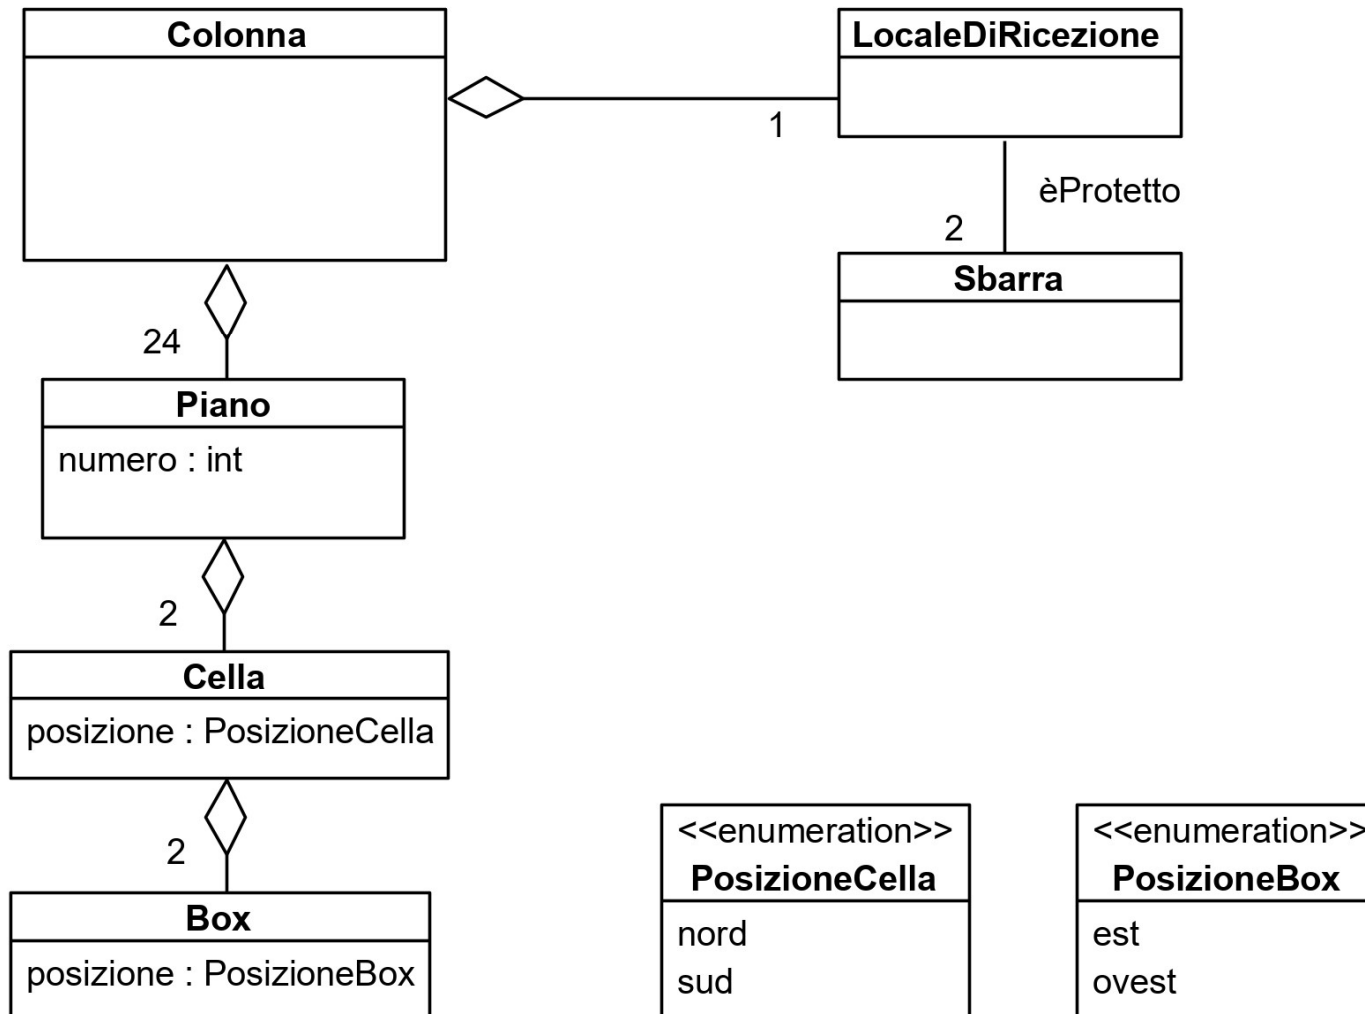 Colonna
LocaleDiRicezione
1
èProtetto
2
Sbarra
24
Piano
numero : int
2
Cella
posizione : PosizioneCella
2
Box
posizione : PosizioneBox
<<enumeration>>
PosizioneCella
nord
sud
<<enumeration>>
PosizioneBox
est
ovest